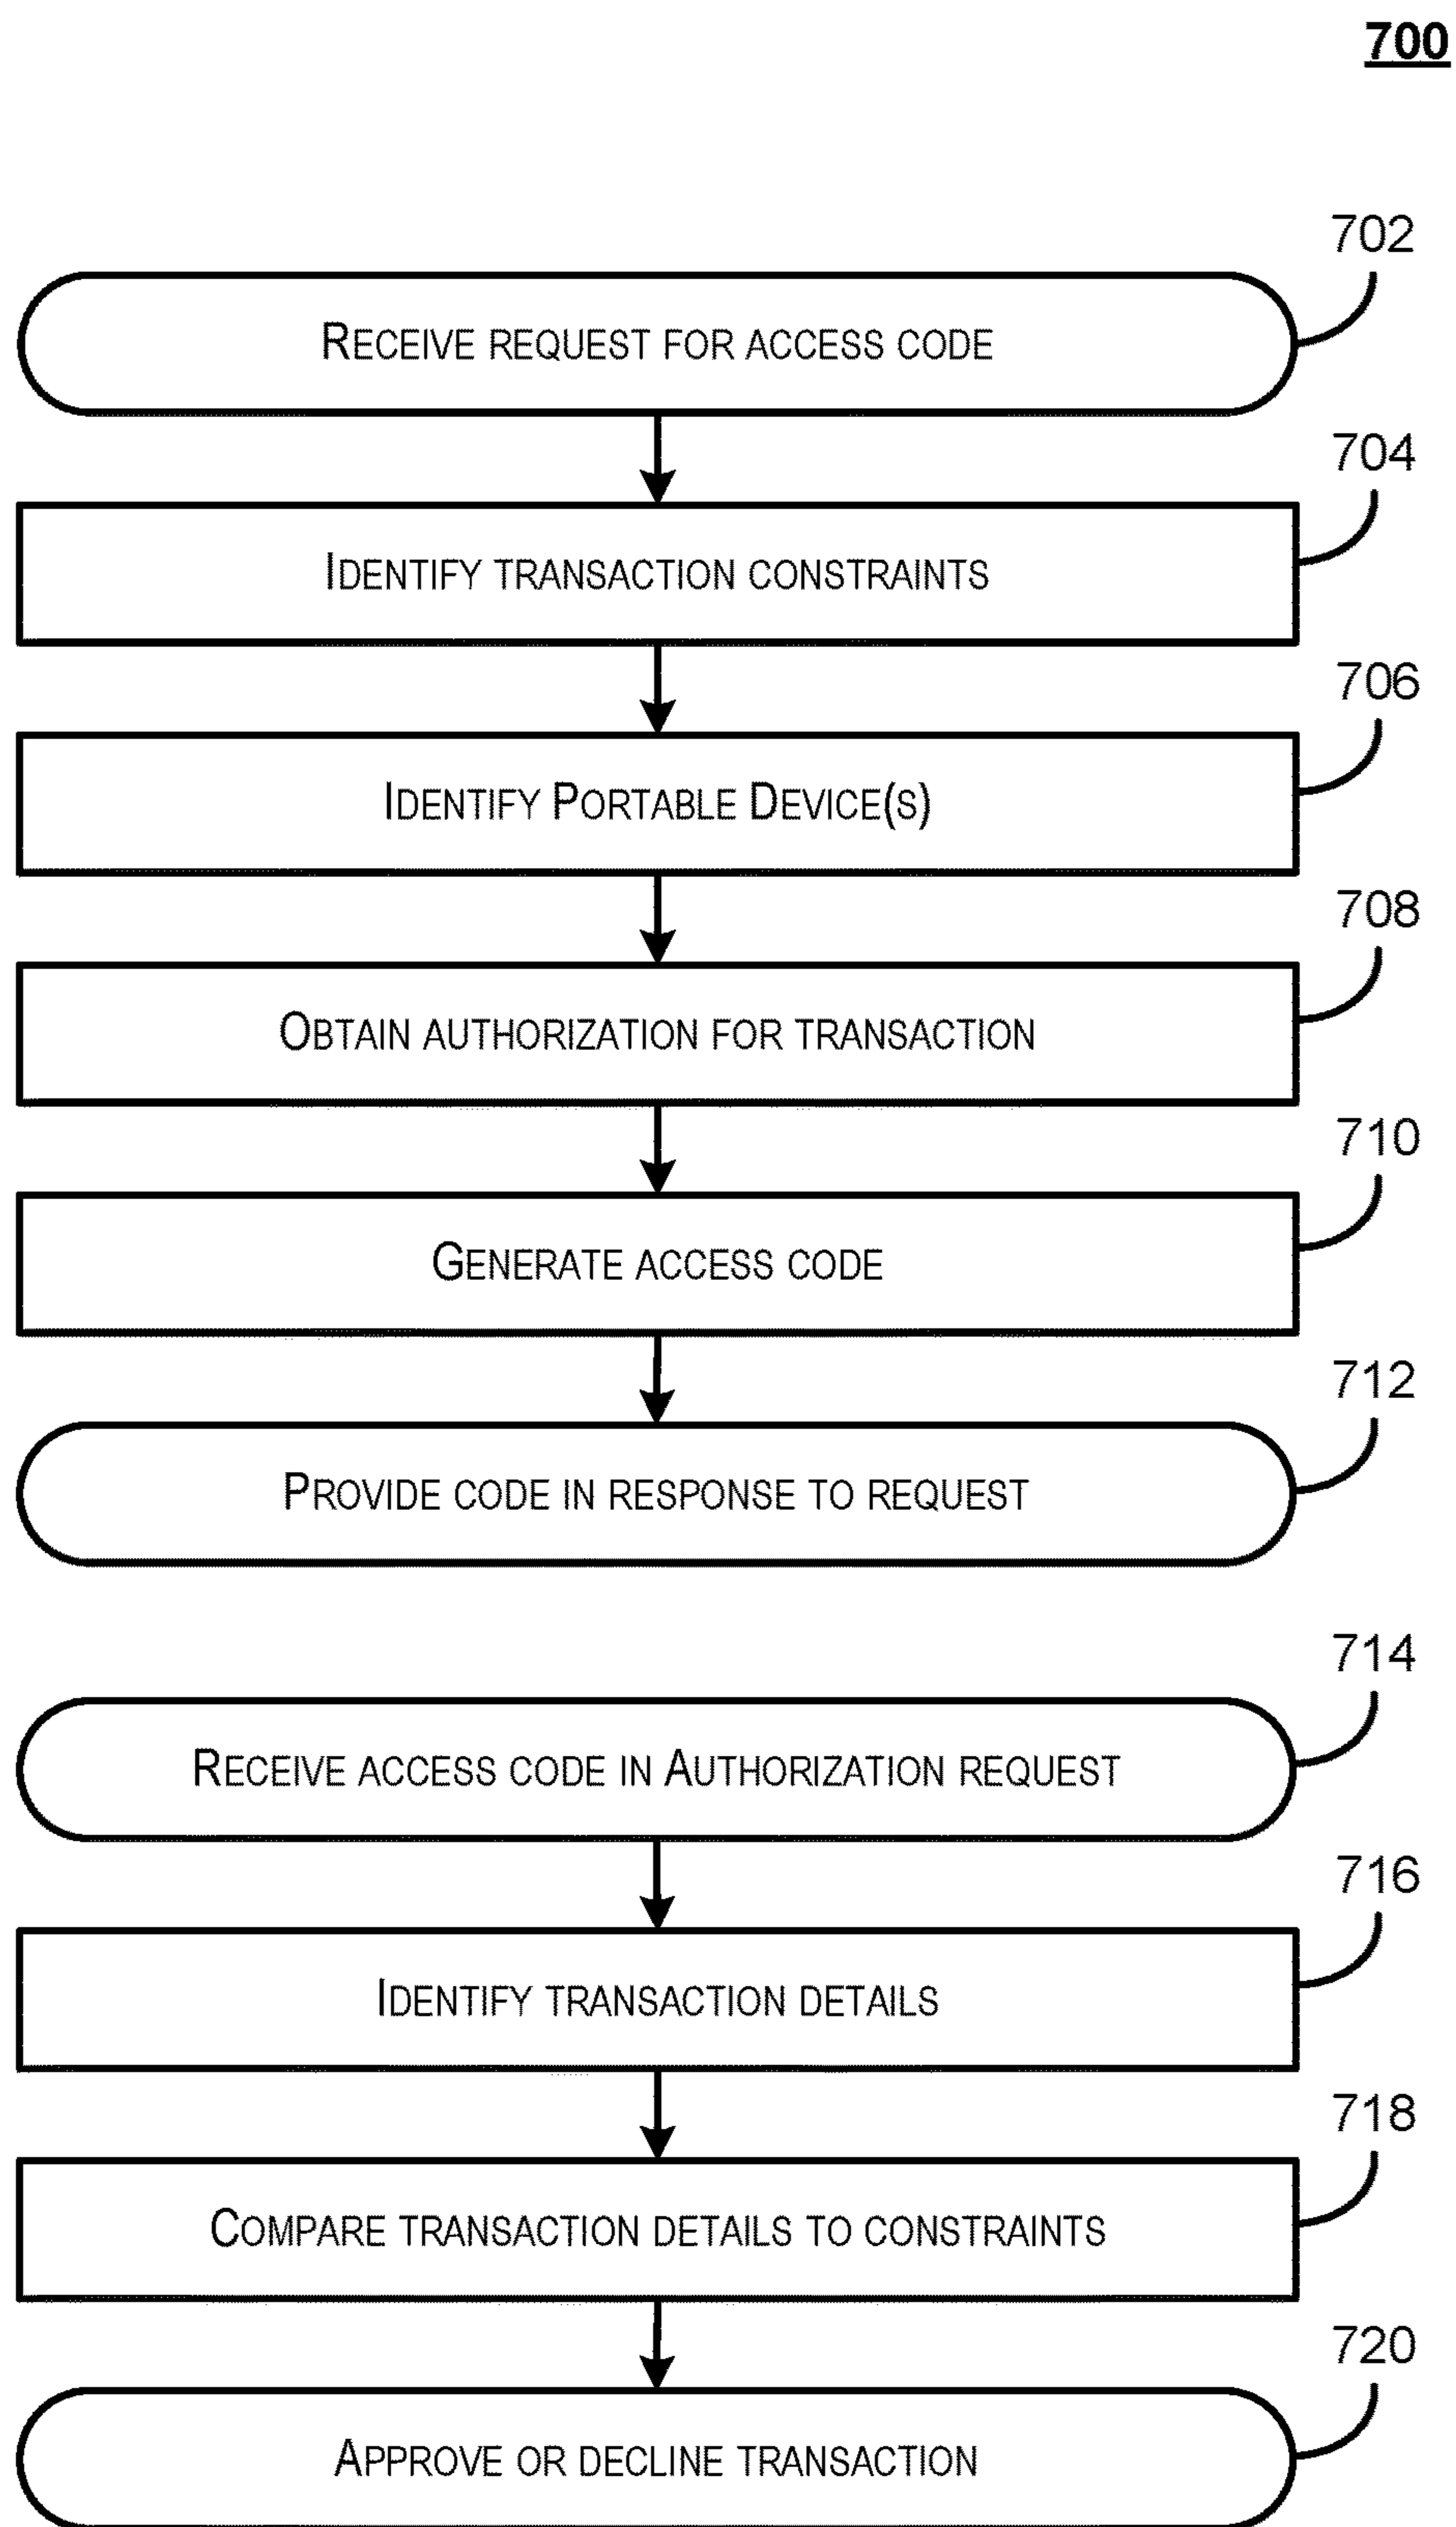 700
702
RECEIVE REQUEST FOR ACCESS CODE
704
IDENTIFY TRANSACTION CONSTRAINTS
706
IDENTIFY PORTABLE DEVICE(S)
708
OBTAIN AUTHORIZATION FOR TRANSACTION
710
GENERATE ACCESS CODE
712
PROVIDE CODE IN RESPONSE TO REQUEST
714
RECEIVE ACCESS CODE IN AUTHORIZATION REQUEST
716
IDENTIFY TRANSACTION DETAILS
718
COMPARE TRANSACTION DETAILS TO CONSTRAINTS
720
APPROVE OR DECLINE TRANSACTION